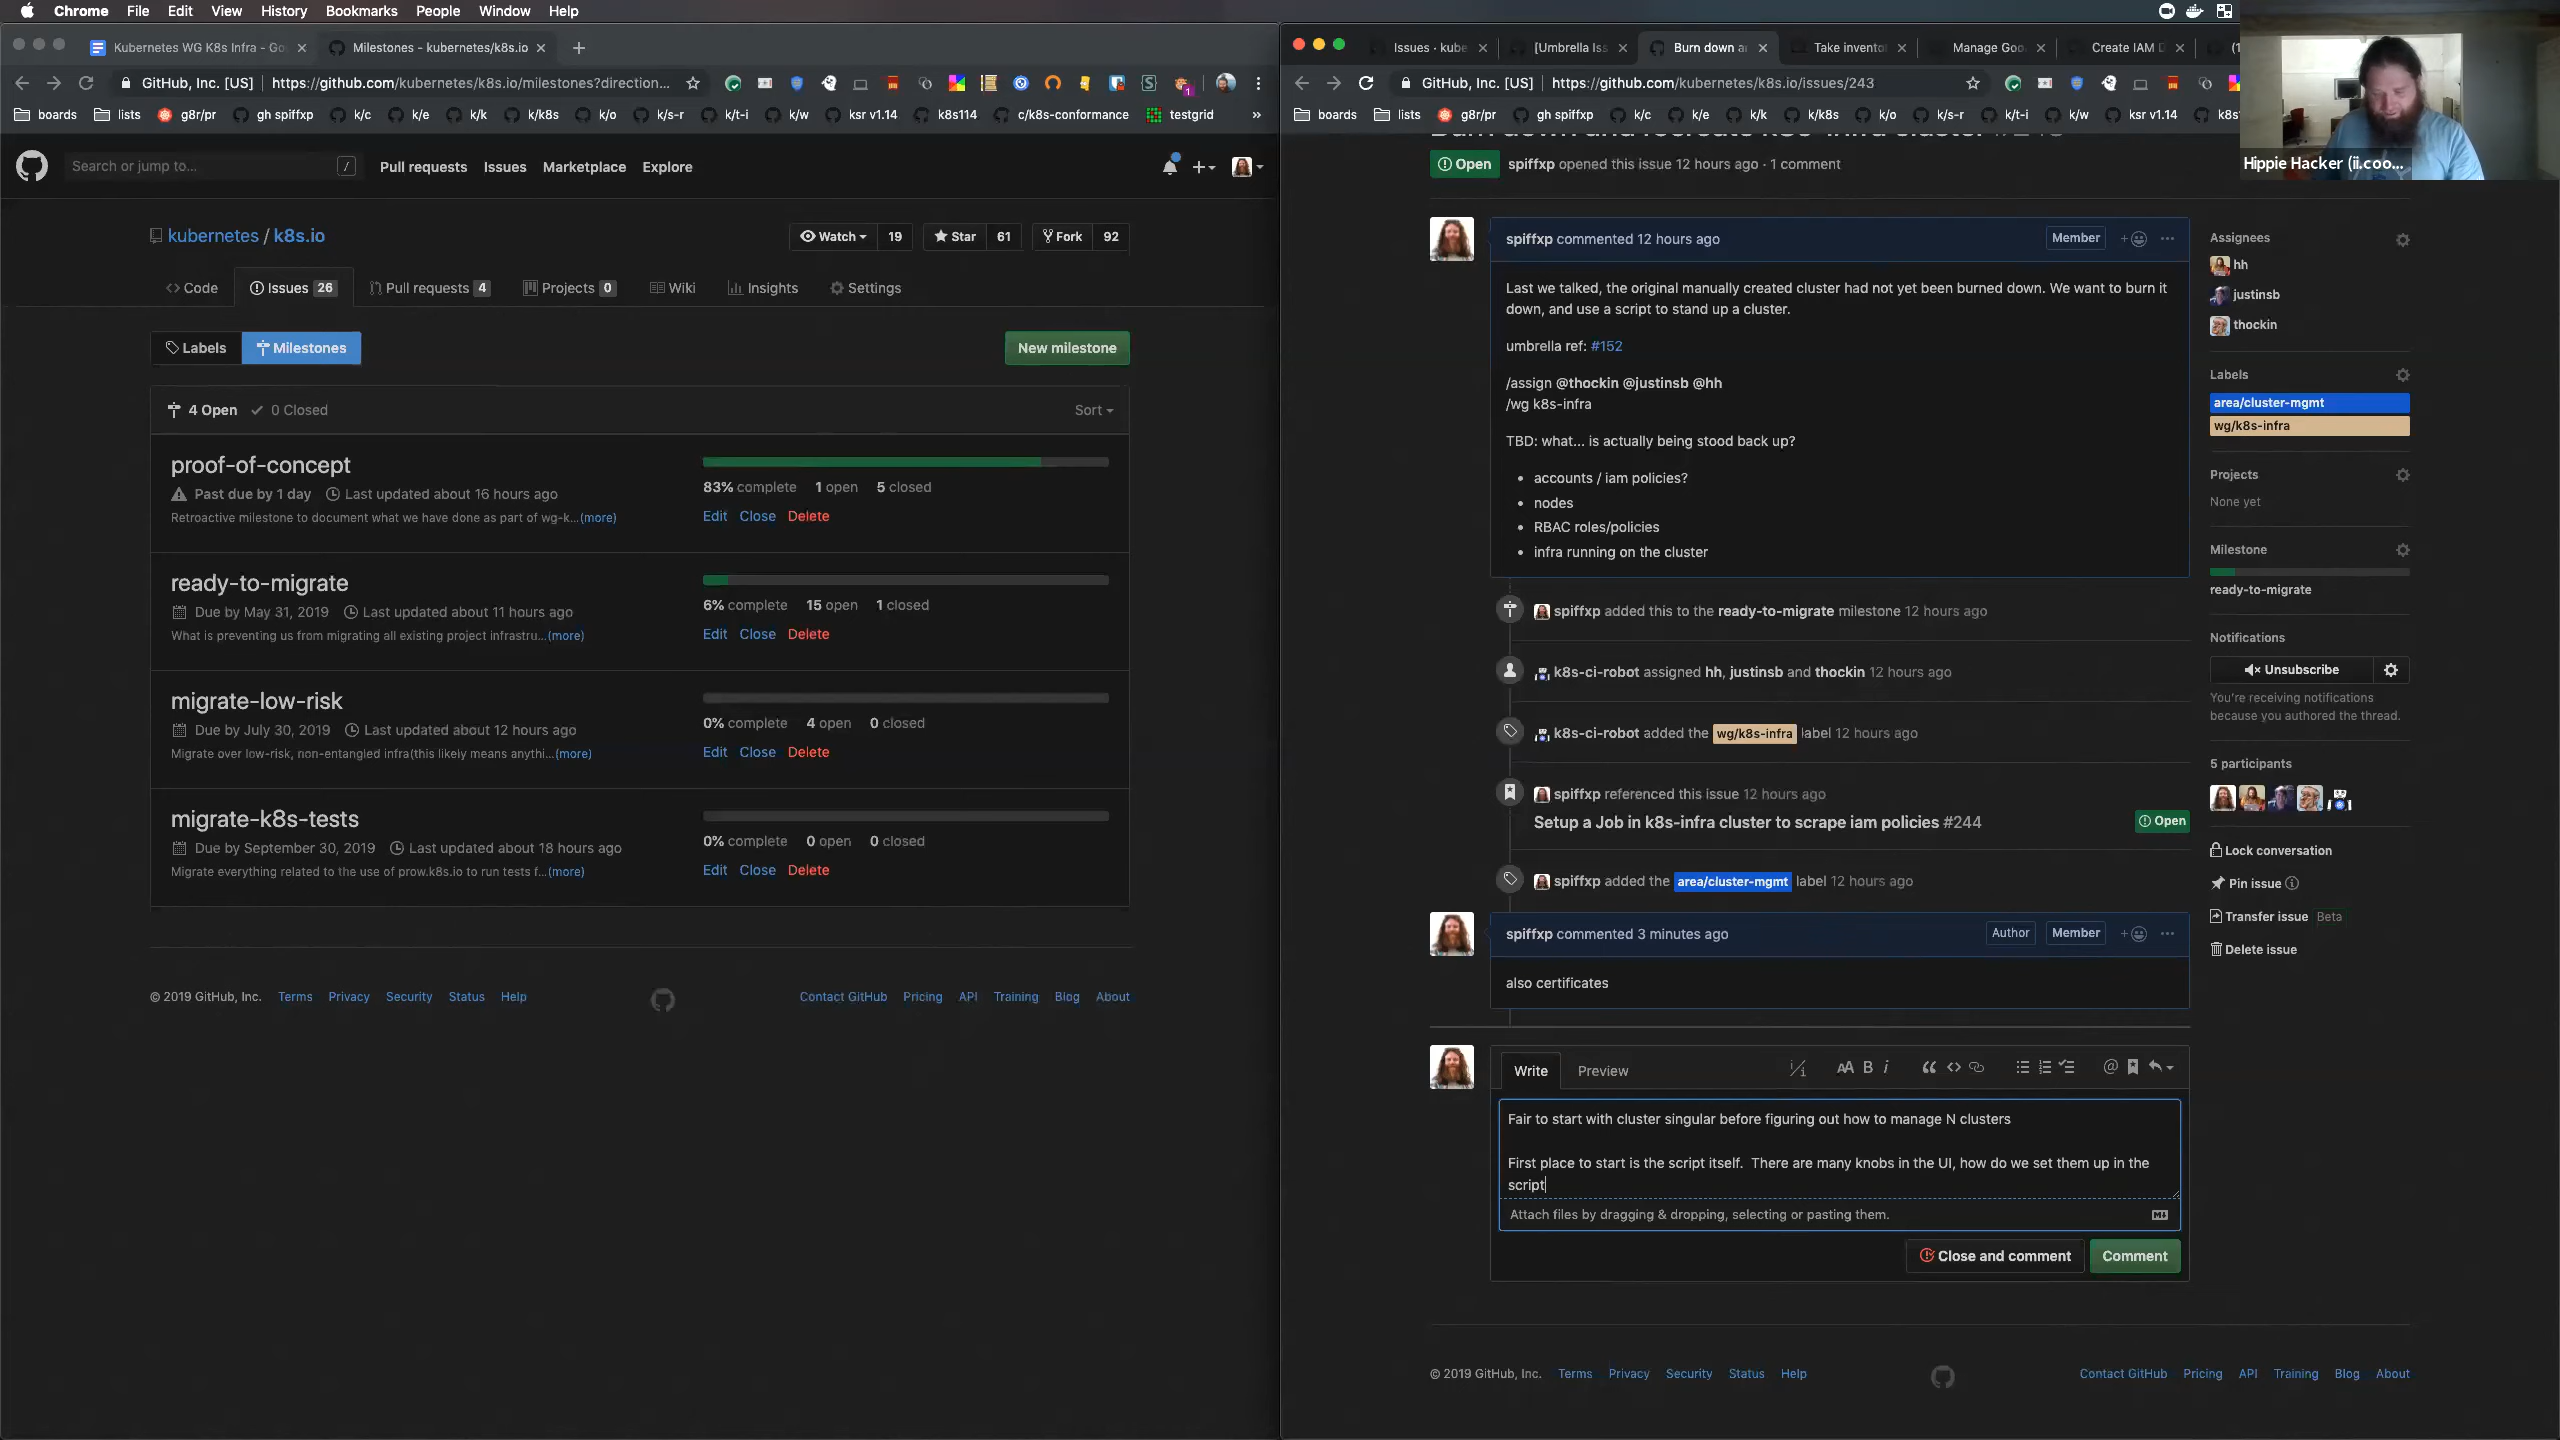 Chrome File Edit View History Bookmarks People Window Help
Kubernetes WG K8s Infra - Go
Milestones - kubernetes/k8s.io
GitHub, Inc. [US] https://github.com/kubernetes/k8s.io/milestones?direction...
boards lists g8r/pr gh spiffxp k/c k/e k/k k/k8s k/o k/s-r k/t-i k/w ksr v1.14 k8s114 c/k8s-conformance testgrid »
Search or jump to... /
Pull requests Issues Marketplace Explore
kubernetes / k8s.io
Watch 19 Star 61 Fork 92
Code Issues 26 Pull requests 4 Projects 0 Wiki Insights Settings
Labels Milestones
New milestone
4 Open 0 Closed Sort
proof-of-concept
Past due by 1 day Last updated about 16 hours ago
Retroactive milestone to document what we have done as part of wg-k...(more)
83% complete 1 open 5 closed
Edit Close Delete
ready-to-migrate
Due by May 31, 2019 Last updated about 11 hours ago
What is preventing us from migrating all existing project infrastru...(more)
6% complete 15 open 1 closed
Edit Close Delete
migrate-low-risk
Due by July 30, 2019 Last updated about 12 hours ago
Migrate over low-risk, non-entangled infra(this likely means anythi...(more)
0% complete 4 open 0 closed
Edit Close Delete
migrate-k8s-tests
Due by September 30, 2019 Last updated about 18 hours ago
Migrate everything related to the use of prow.k8s.io to run tests f...(more)
0% complete 0 open 0 closed
Edit Close Delete
© 2019 GitHub, Inc. Terms Privacy Security Status Help
Contact GitHub Pricing API Training Blog About
Issues · kube
[Umbrella Iss
Burn down a
Take invento
Manage Goo
Create IAM D
GitHub, Inc. [US] https://github.com/kubernetes/k8s.io/issues/243
boards lists g8r/pr gh spiffxp k/c k/e k/k k/k8s k/o k/s-r k/t-i k/w ksr v1.14 k8s
Hippie Hacker (ii.coo...
Burn down and recreate k8s-infra cluster #243
Open spiffxp opened this issue 12 hours ago · 1 comment
spiffxp commented 12 hours ago Member
Last we talked, the original manually created cluster had not yet been burned down. We want to burn it
down, and use a script to stand up a cluster.
umbrella ref: #152
/assign @thockin @justinsb @hh
/wg k8s-infra
TBD: what... is actually being stood back up?
• accounts / iam policies?
• nodes
• RBAC roles/policies
• infra running on the cluster
spiffxp added this to the ready-to-migrate milestone 12 hours ago
k8s-ci-robot assigned hh, justinsb and thockin 12 hours ago
k8s-ci-robot added the wg/k8s-infra label 12 hours ago
spiffxp referenced this issue 12 hours ago
Setup a Job in k8s-infra cluster to scrape iam policies #244 Open
spiffxp added the area/cluster-mgmt label 12 hours ago
spiffxp commented 3 minutes ago Author Member
also certificates
Write Preview
Fair to start with cluster singular before figuring out how to manage N clusters
First place to start is the script itself. There are many knobs in the UI, how do we set them up in the
script
Attach files by dragging & dropping, selecting or pasting them.
Close and comment Comment
Assignees
hh
justinsb
thockin
Labels
area/cluster-mgmt
wg/k8s-infra
Projects
None yet
Milestone
ready-to-migrate
Notifications
Unsubscribe
You're receiving notifications
because you authored the thread.
5 participants
Lock conversation
Pin issue
Transfer issue Beta
Delete issue
© 2019 GitHub, Inc. Terms Privacy Security Status Help
Contact GitHub Pricing API Training Blog About